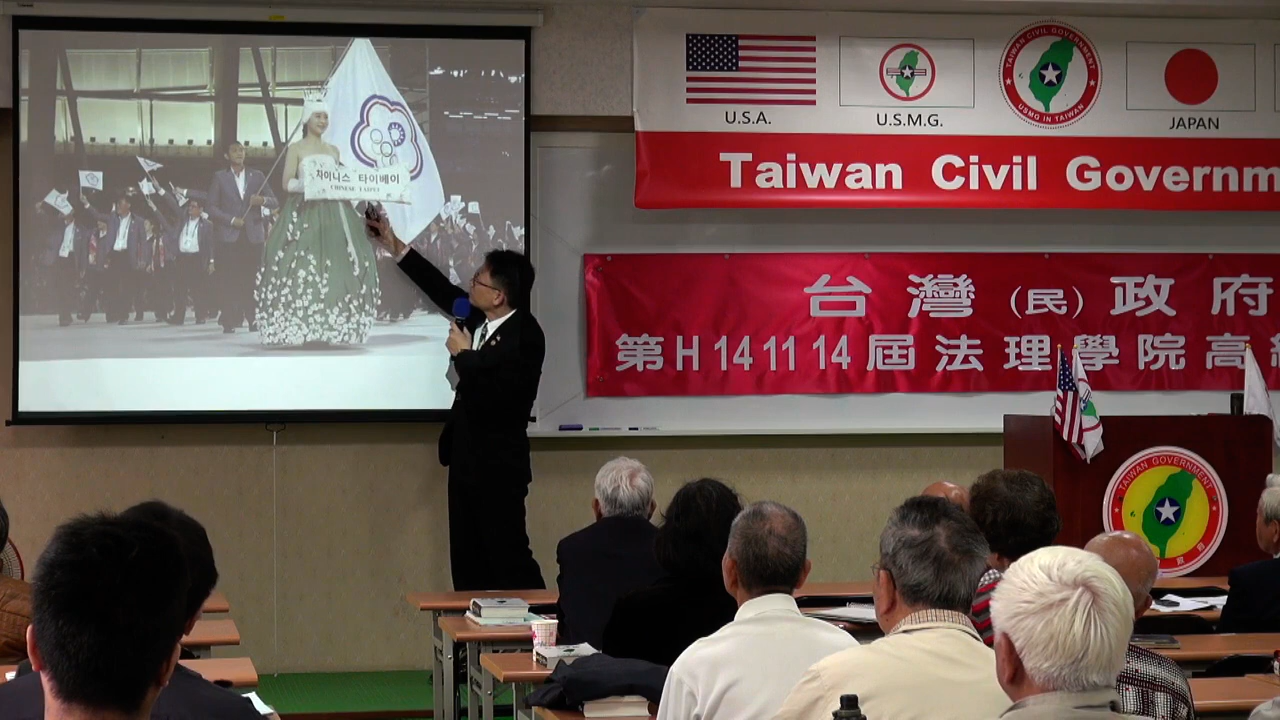 차이니스 타이베이
CHINESE TAIPEI
U.S.A.
U.S.M.G.
TAIWAN CIVIL GOVERNMENT
USMG IN TAIWAN
JAPAN
Taiwan Civil Governm
台灣(民)政府
第H 14 11 14 屆法理學院高
TAIWAN GOVERNMENT